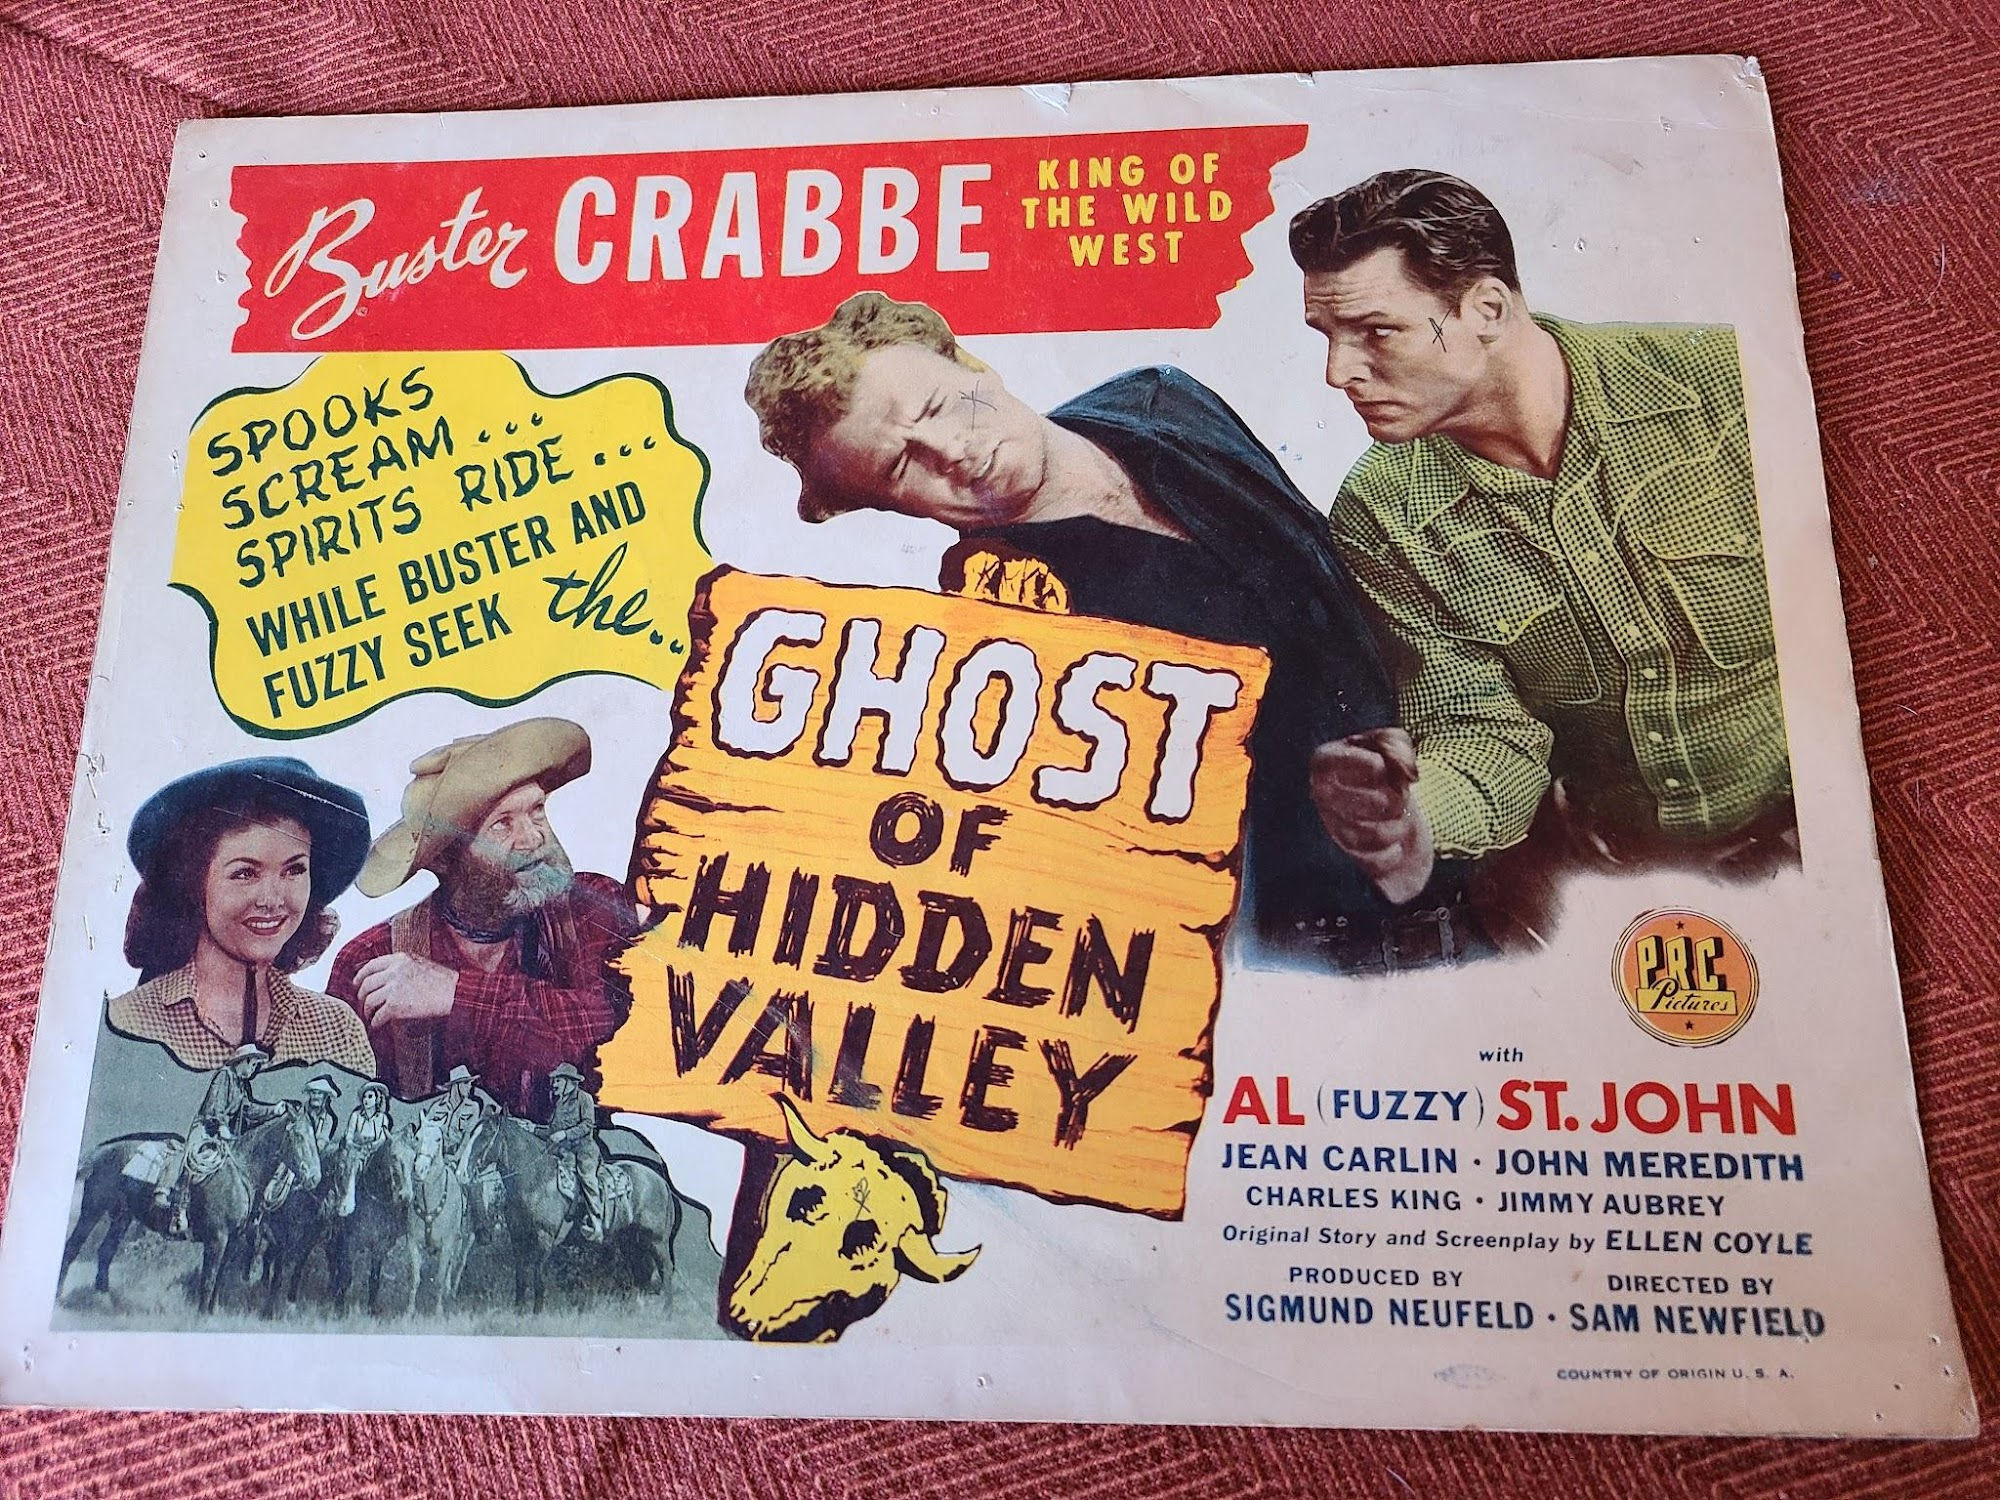 Buster CRABBE
KING OF
THE WILD
WEST
SPOOKS
SCREAM...
SPIRITS RIDE...
WHILE BUSTER AND
FUZZY SEEK the...
GHOST
OF
HIDDEN
VALLEY
P.R.C.
Pictures
with
AL (FUZZY) ST. JOHN
JEAN CARLIN • JOHN MEREDITH
CHARLES KING • JIMMY AUBREY
Original Story and Screenplay by ELLEN COYLE
PRODUCED BY
SIGMUND NEUFELD •
DIRECTED BY
SAM NEWFIELD
COUNTRY OF ORIGIN U. S. A.